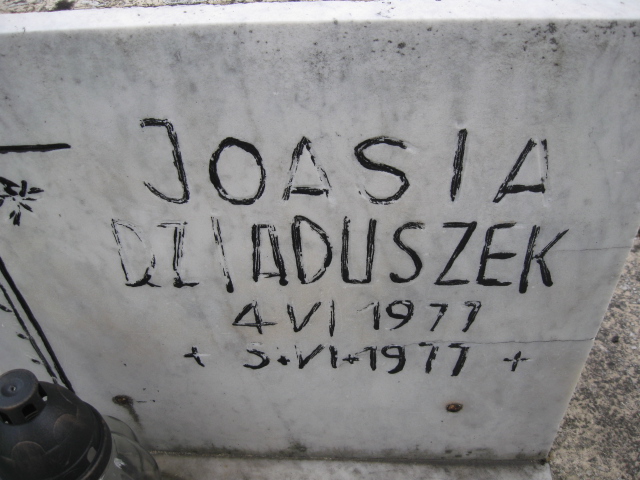 JOASIA
DZIADUSZEK
4 VI 1977
+ 5+VI+1977 +